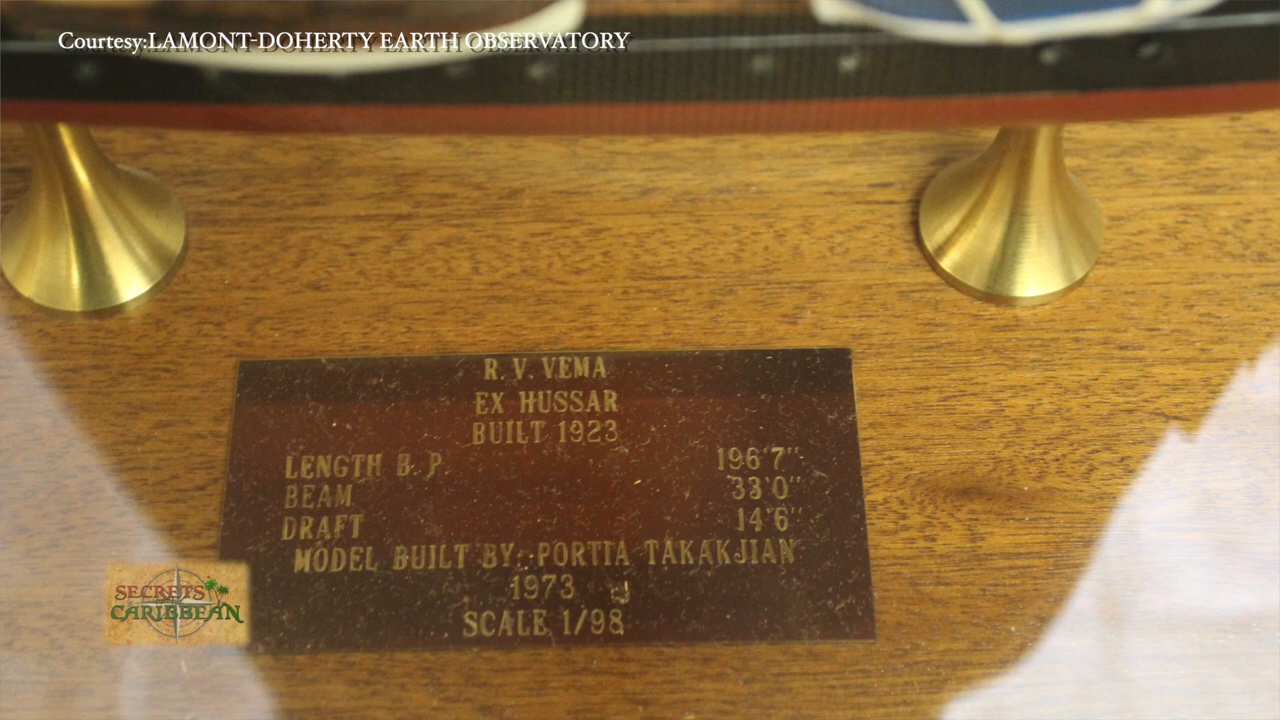 Courtesy:LAMONT-DOHERTY EARTH OBSERVATORY
R. V. VEMA
EX HUSSAR
BUILT 1923
LENGTH B. P. 196'7"
BEAM 33'0"
DRAFT 14'6"
MODEL BUILT BY: PORTIA TAKAKJIAN
1973
SCALE 1/98
SECRETS
CARIBBEAN